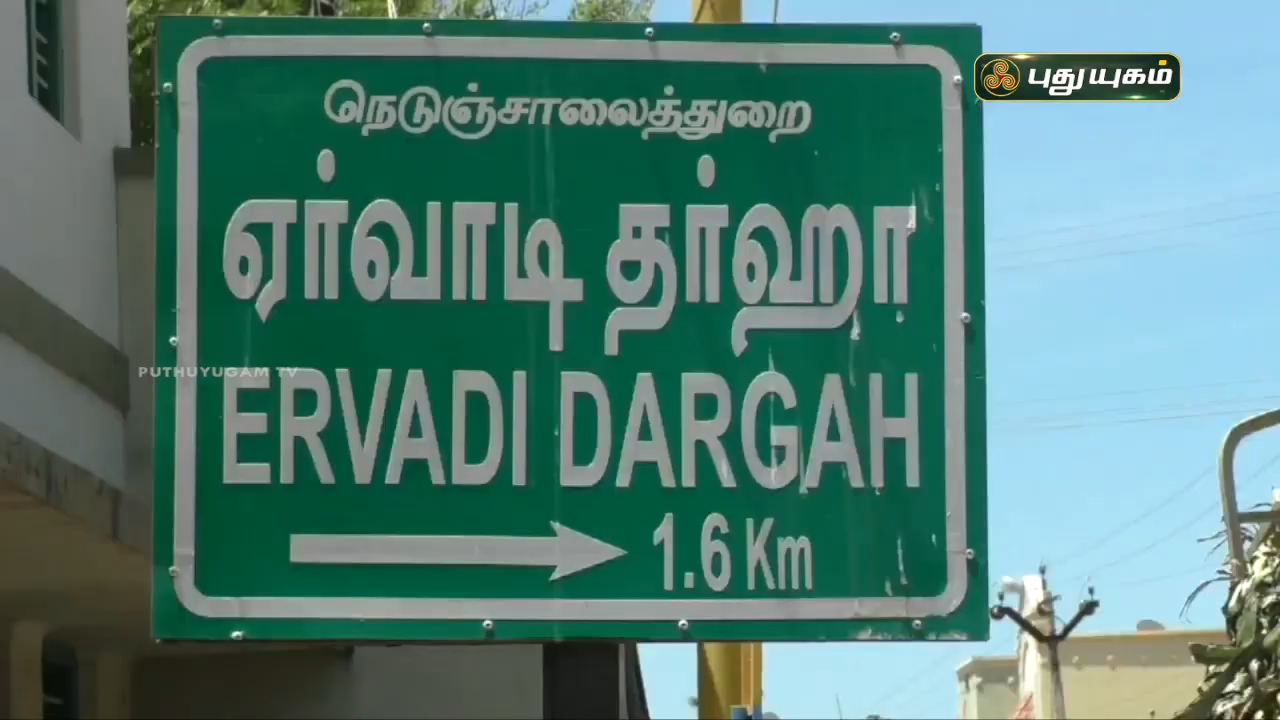 புதுயுகம்
நெடுஞ்சாலைத்துறை
ஏர்வாடி தர்ஹா
PUTHUYUGAM TV
ERVADI DARGAH
1.6 Km